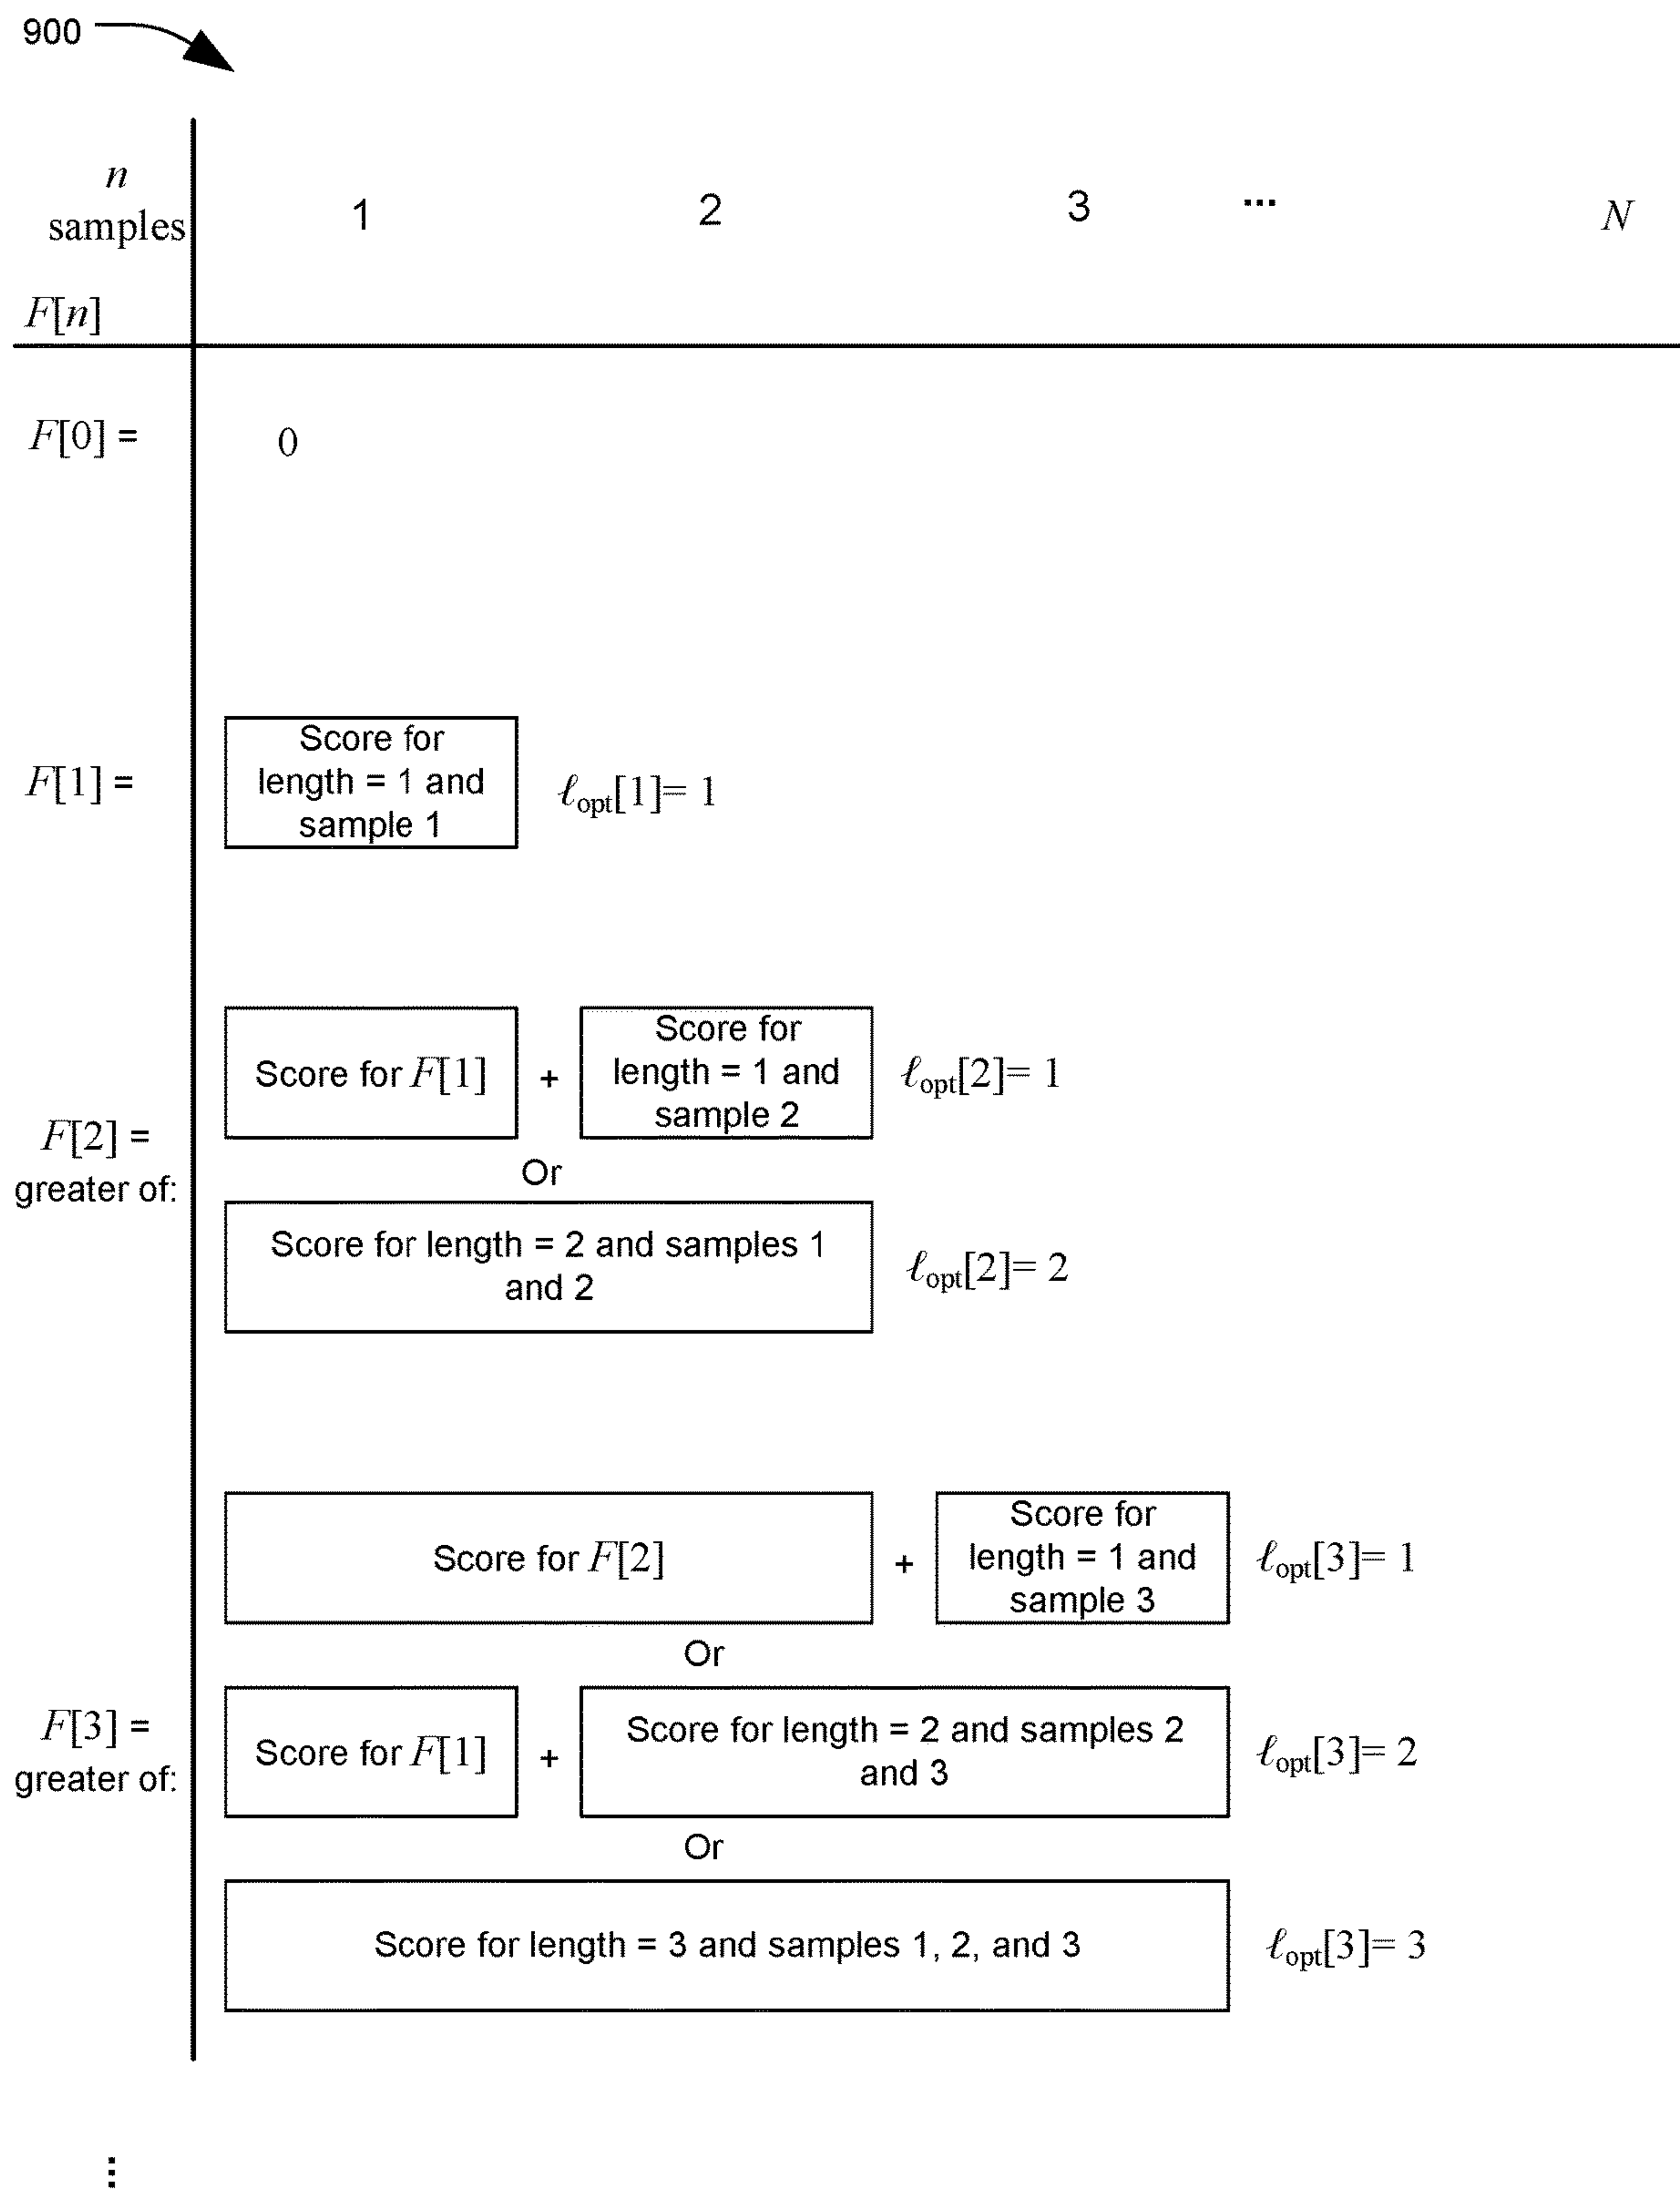 900
n
samples
1 2 3 ... N
F[n]
F[0] = 0
Score for
length = 1 and
sample 1
F[1] =
ℓopt[1]= 1
Score for F[1] +
Score for
length = 1 and
sample 2
ℓopt[2]= 1
F[2] =
greater of:
Or
Score for length = 2 and samples 1
and 2
ℓopt[2]= 2
Score for F[2] +
Score for
length = 1 and
sample 3
ℓopt[3]= 1
Or
F[3] =
greater of:
Score for F[1] +
Score for length = 2 and samples 2
and 3
ℓopt[3]= 2
Or
Score for length = 3 and samples 1, 2, and 3
ℓopt[3]= 3
⋮